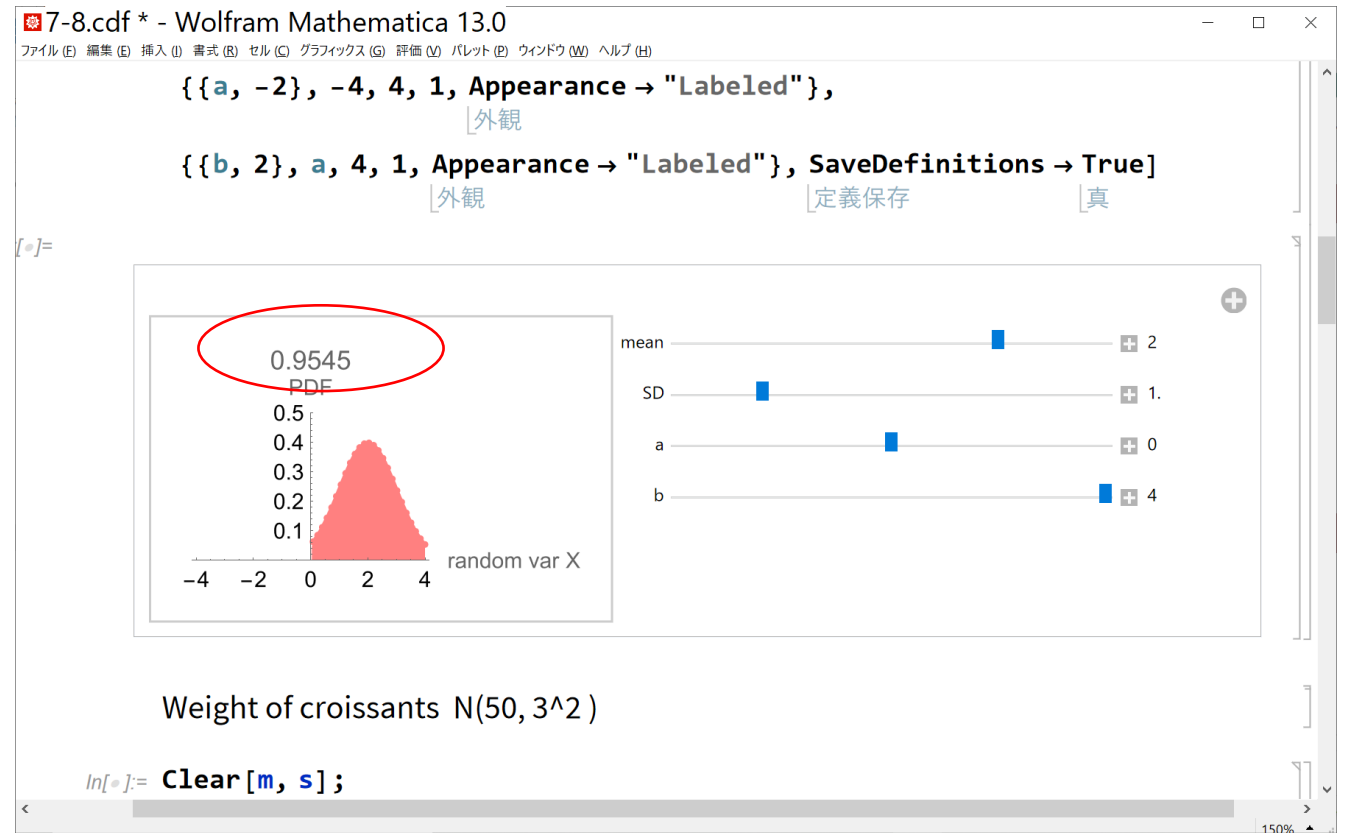 7-8.cdf * - Wolfram Mathematica 13.0
ファイル (F) 編集 (E) 挿入 (I) 書式 (R) セル (C) グラフィックス (G) 評価 (V) パレット (P) ウィンドウ (W) ヘルプ (H)
{{a, -2}, -4, 4, 1, Appearance → "Labeled"},
外観
{{b, 2}, a, 4, 1, Appearance → "Labeled"}, SaveDefinitions → True]
外観 定義保存 真
[ ]=
mean 2
0.9545
PDF
SD 1.
0.5
0.4
a 0
0.3
0.2
b 4
0.1
random var X
-4 -2 0 2 4
Weight of croissants N(50, 3^2 )
In[ ]:= Clear[m, s];
150%